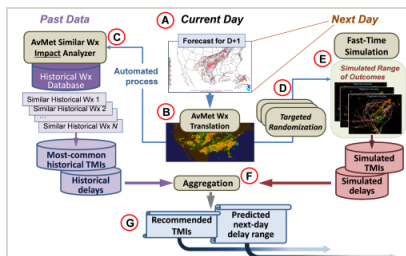 Past Data
A
Current Day
Next Day
C
AvMet Similar Wx
Impact Analyzer
Historical Wx
Database
Similar Historical Wx 1
Similar Historical Wx 2
...
Similar Historical Wx N
Most-common
historical TMIs
Historical
delays
Automated
process
Forecast for D+1
B
AvMet Wx
Translation
D
Targeted
Randomization
Fast-Time
Simulation
E
Simulated Range
of Outcomes
Simulated
TMIs
Simulated
delays
Aggregation
F
G
Recommended
TMIs
Predicted
next-day
delay range